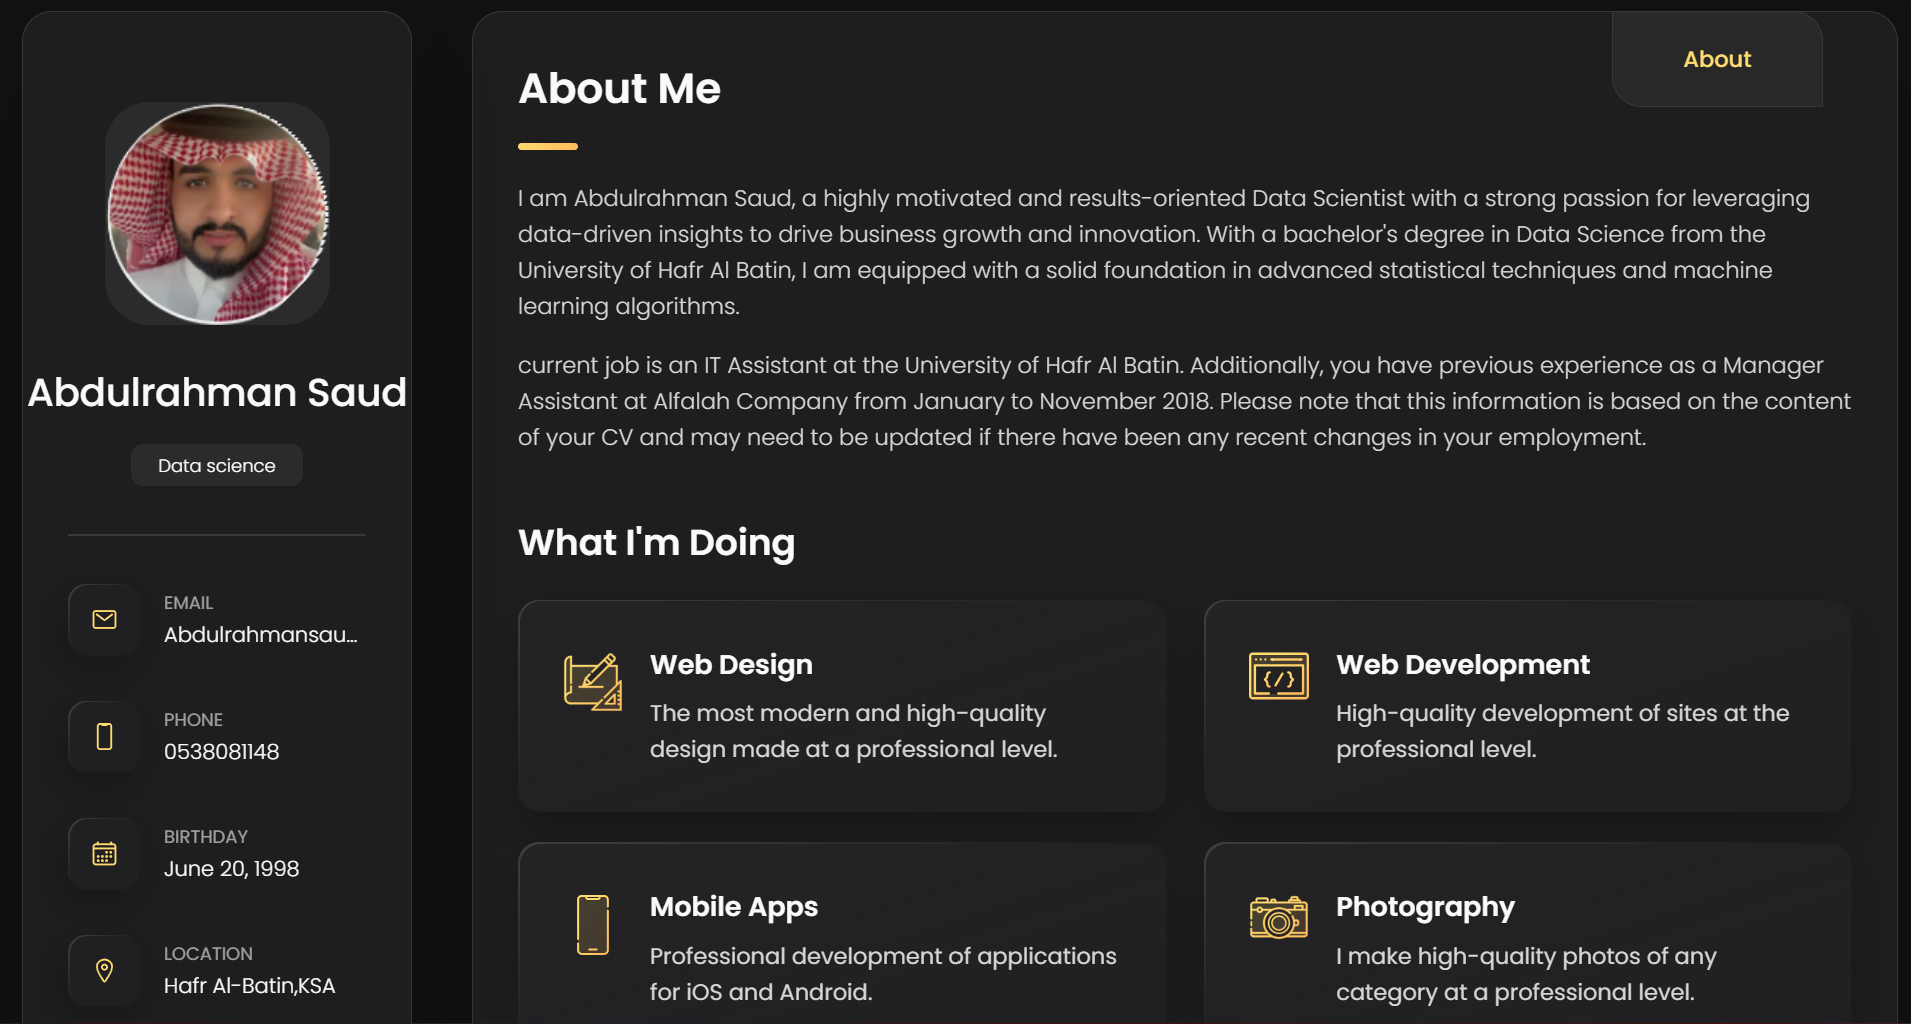 Abdulrahman Saud
Data science
EMAIL
Abdulrahmansau...
PHONE
0538081148
BIRTHDAY
June 20, 1998
LOCATION
Hafr Al-Batin,KSA
About
About Me
I am Abdulrahman Saud, a highly motivated and results-oriented Data Scientist with a strong passion for leveraging
data-driven insights to drive business growth and innovation. With a bachelor's degree in Data Science from the
University of Hafr Al Batin, I am equipped with a solid foundation in advanced statistical techniques and machine
learning algorithms.
current job is an IT Assistant at the University of Hafr Al Batin. Additionally, you have previous experience as a Manager
Assistant at Alfalah Company from January to November 2018. Please note that this information is based on the content
of your CV and may need to be updated if there have been any recent changes in your employment.
What I'm Doing
Web Design
The most modern and high-quality
design made at a professional level.
Web Development
High-quality development of sites at the
professional level.
Mobile Apps
Professional development of applications
for iOS and Android.
Photography
I make high-quality photos of any
category at a professional level.